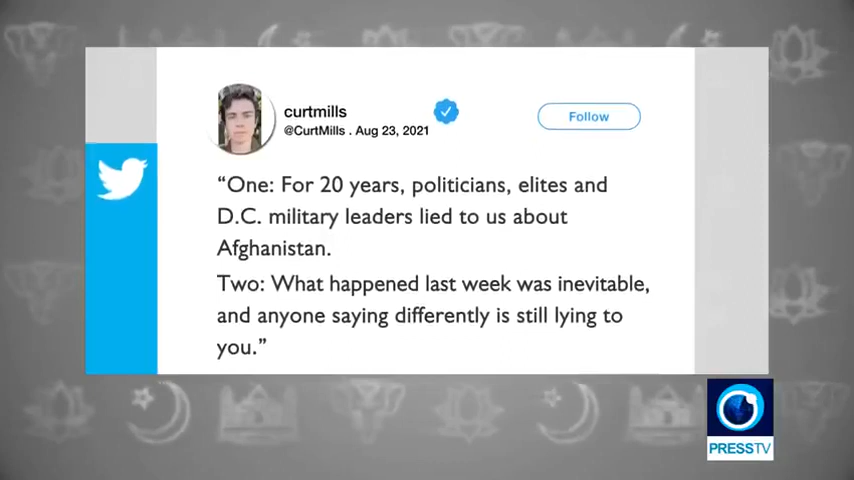 curtmills
@CurtMills . Aug 23, 2021
Follow
“One: For 20 years, politicians, elites and
D.C. military leaders lied to us about
Afghanistan.
Two: What happened last week was inevitable,
and anyone saying differently is still lying to
you.”
PRESSTV